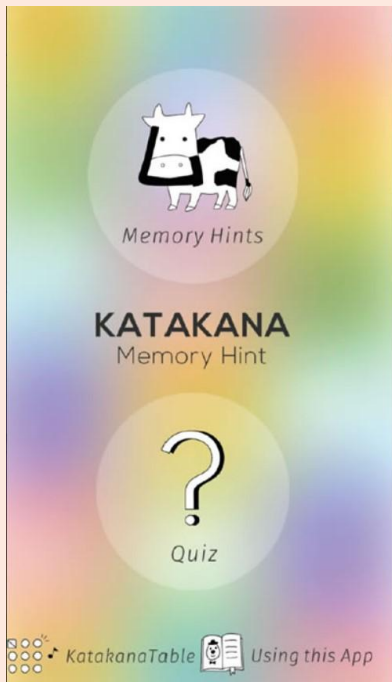 Memory Hints
KATAKANA
Memory Hint
?
Quiz
KatakanaTable Using this App